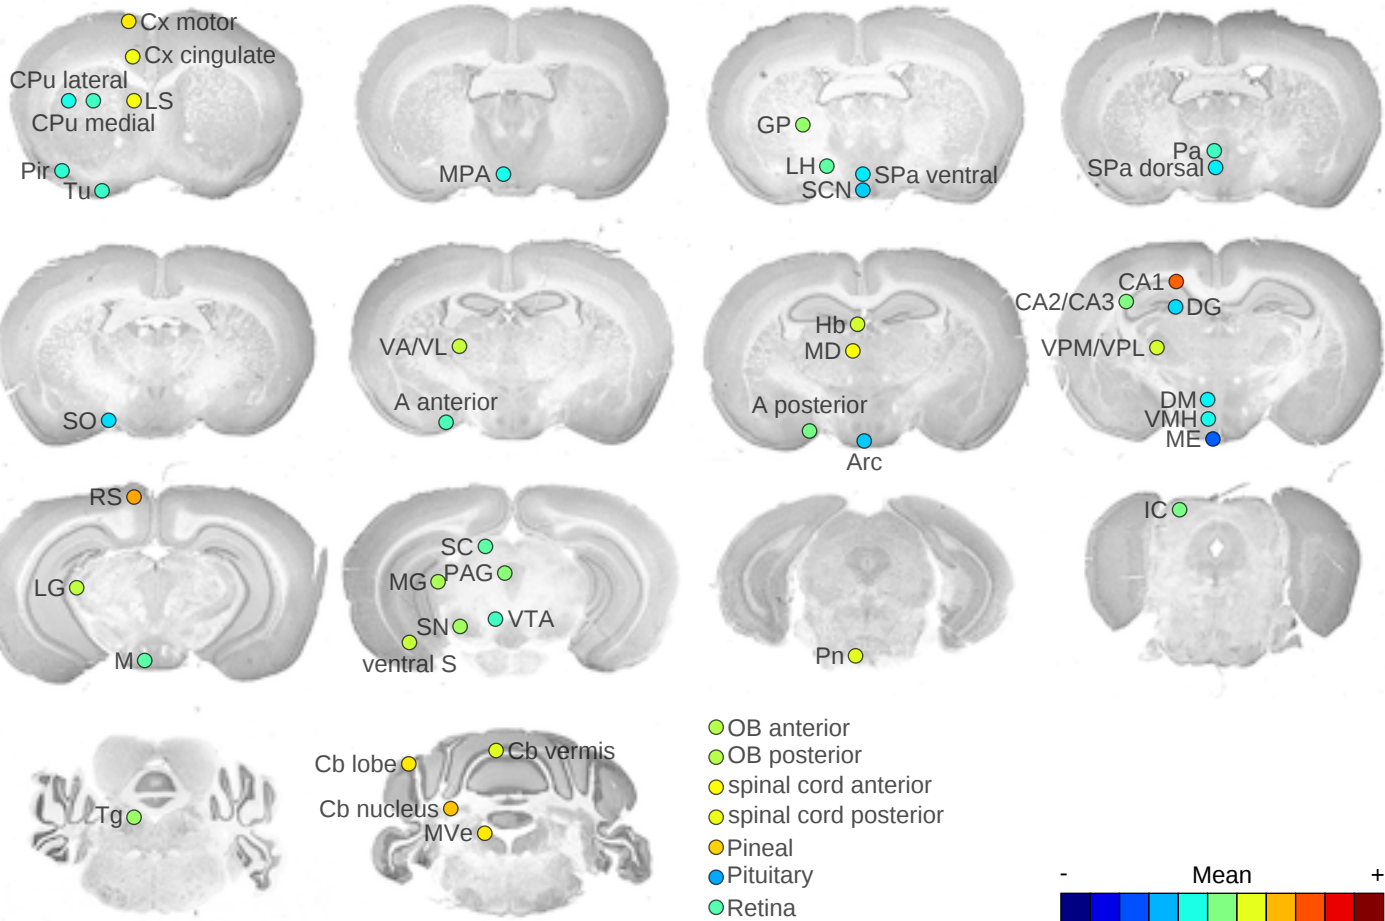 Cx motor
Cx cingulate
CPu lateral
LS
CPu medial
Pir
Tu
MPA
GP
LH
SPa ventral
SCN
Pa
SPa dorsal
SO
VA/VL
A anterior
Hb
MD
A posterior
Arc
CA1
CA2/CA3
DG
VPM/VPL
DM
VMH
ME
RS
LG
M
SC
PAG
MG
VTA
SN
ventral S
Pn
IC
Tg
Cb lobe
Cb vermis
Cb nucleus
MVe
OB anterior
OB posterior
spinal cord anterior
spinal cord posterior
Pineal
Pituitary
Retina
- Mean +